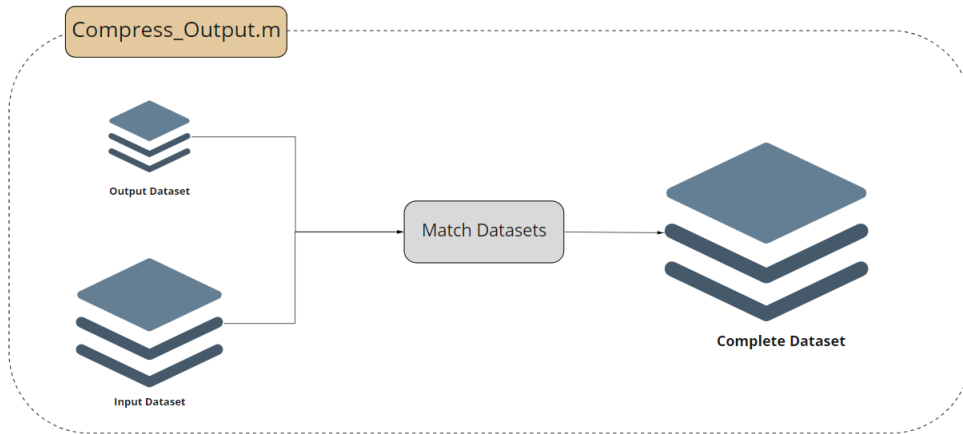 Compress_Output.m
Output Dataset
Match Datasets
Input Dataset
Complete Dataset